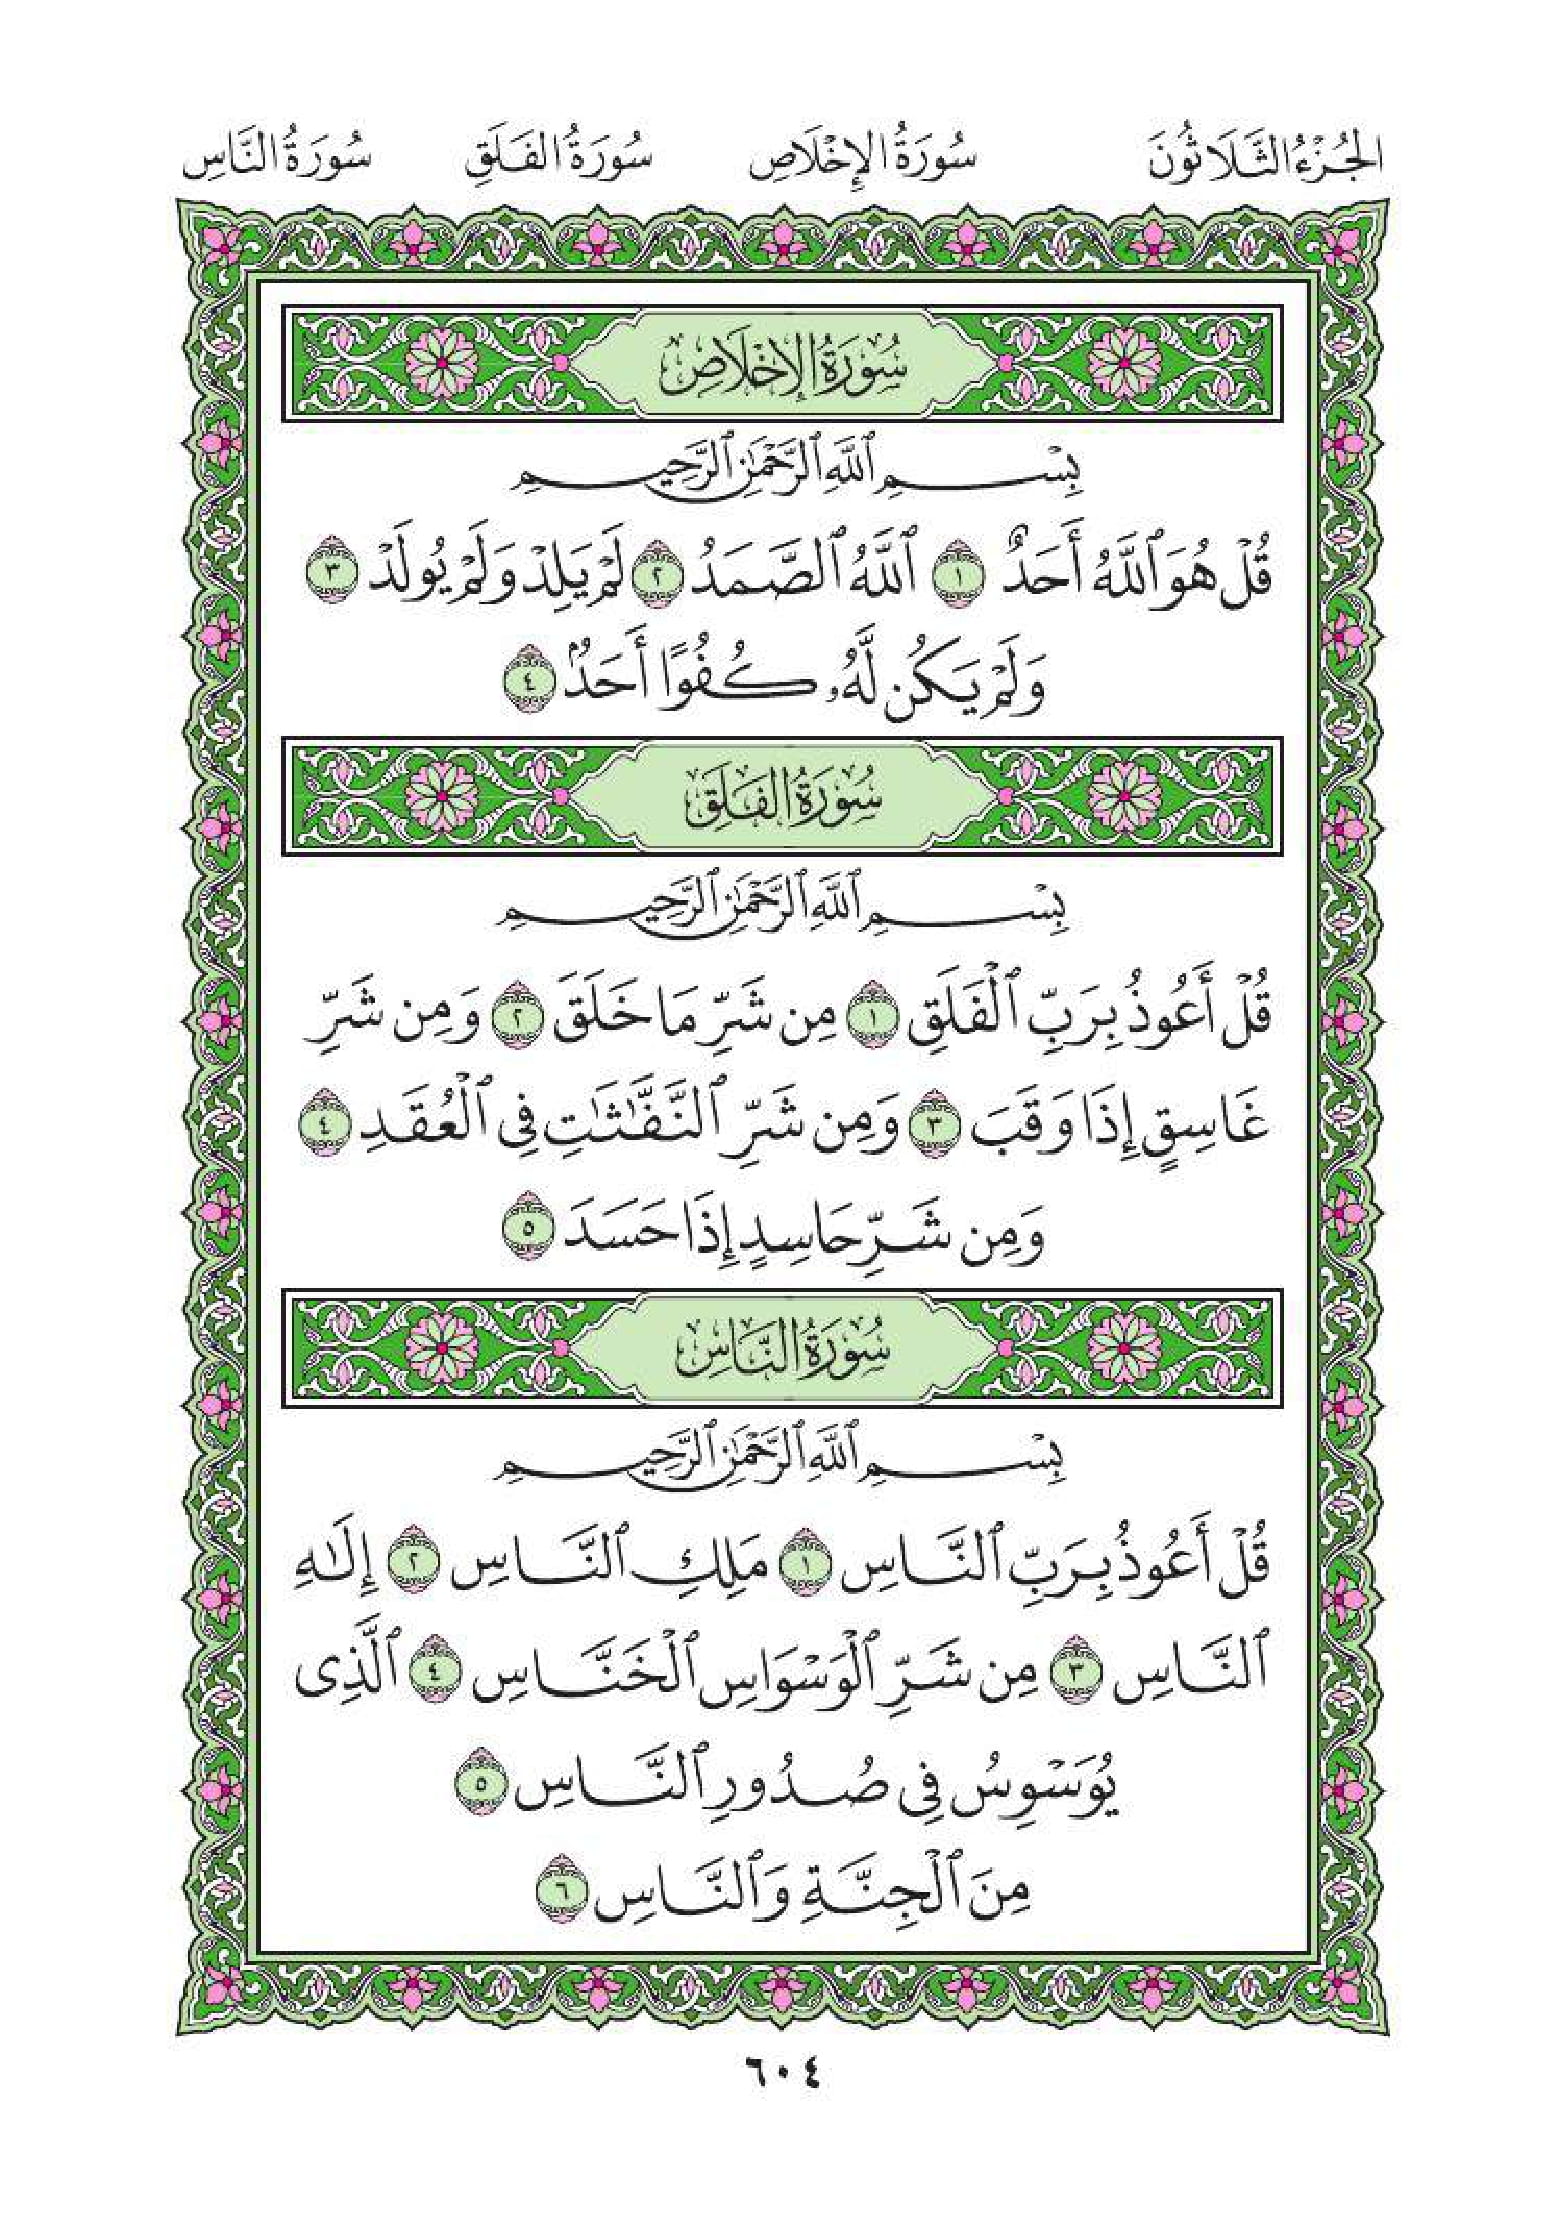 الجُزْءُ الثَّلَاثُونَ سُورَةُ الإِخْلَاصِ سُورَةُ الفَلَقِ سُورَةُ النَّاسِ
سُورَةُ الإِخْلَاصِ
بِسْمِ ٱللَّهِ ٱلرَّحْمَٰنِ ٱلرَّحِيمِ
قُلْ هُوَ ٱللَّهُ أَحَدٌ ١ ٱللَّهُ ٱلصَّمَدُ ٢ لَمْ يَلِدْ وَلَمْ يُولَدْ ٣
وَلَمْ يَكُن لَّهُۥ كُفُوًا أَحَدٌۢ ٤
سُورَةُ الفَلَقِ
بِسْمِ ٱللَّهِ ٱلرَّحْمَٰنِ ٱلرَّحِيمِ
قُلْ أَعُوذُ بِرَبِّ ٱلْفَلَقِ ١ مِن شَرِّ مَا خَلَقَ ٢ وَمِن شَرِّ
غَاسِقٍ إِذَا وَقَبَ ٣ وَمِن شَرِّ ٱلنَّفَّٰثَٰتِ فِى ٱلْعُقَدِ ٤
وَمِن شَرِّ حَاسِدٍ إِذَا حَسَدَ ٥
سُورَةُ النَّاسِ
بِسْمِ ٱللَّهِ ٱلرَّحْمَٰنِ ٱلرَّحِيمِ
قُلْ أَعُوذُ بِرَبِّ ٱلنَّاسِ ١ مَلِكِ ٱلنَّاسِ ٢ إِلَٰهِ
ٱلنَّاسِ ٣ مِن شَرِّ ٱلْوَسْوَاسِ ٱلْخَنَّاسِ ٤ ٱلَّذِى
يُوَسْوِسُ فِى صُدُورِ ٱلنَّاسِ ٥
مِنَ ٱلْجِنَّةِ وَٱلنَّاسِ ٦
٦٠٤